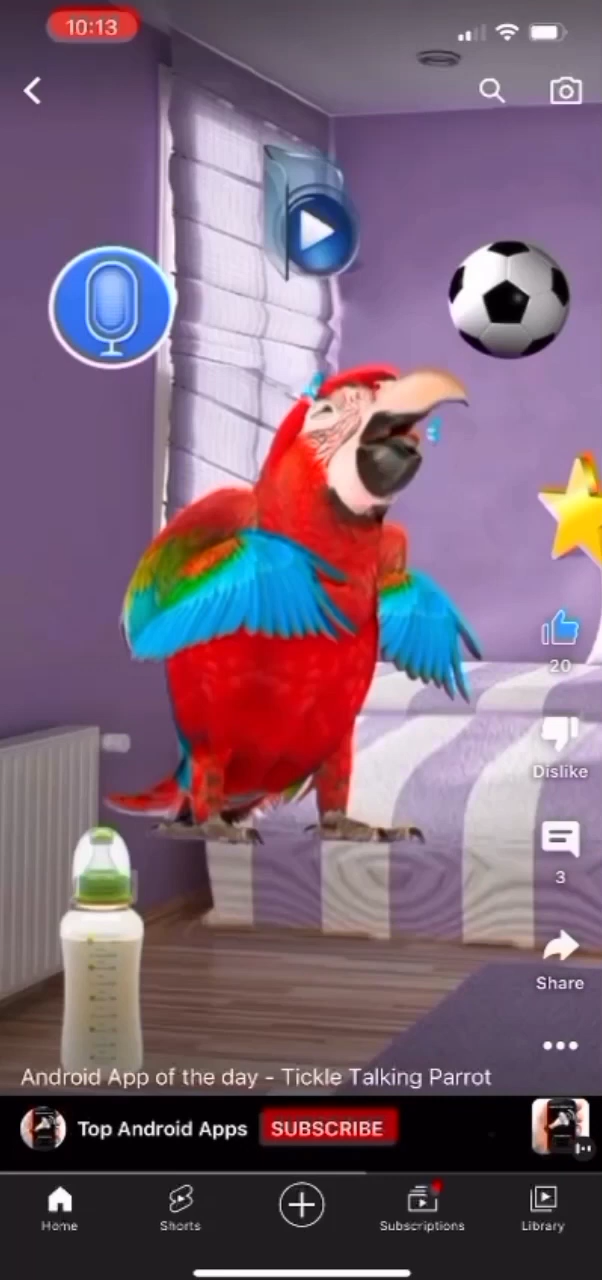 10:13
20
Dislike
3
Share
Android App of the day - Tickle Talking Parrot
Top Android Apps SUBSCRIBE
Home Shorts Subscriptions Library